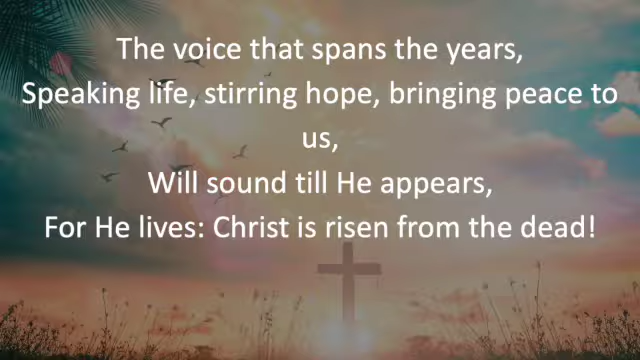 The voice that spans the years,
Speaking life, stirring hope, bringing peace to
us,
Will sound till He appears,
For He lives: Christ is risen from the dead!